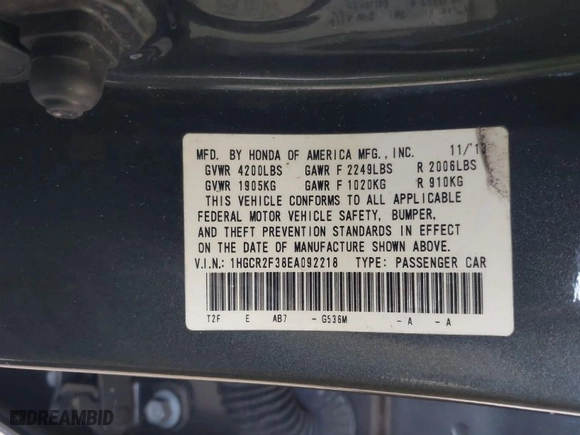 MFD. BY HONDA OF AMERICA MFG., INC. 11/13
GVWR 4200LBS GAWR F 2249LBS R 2006LBS
GVWR 1905KG GAWR F 1020KG R 910KG
THIS VEHICLE CONFORMS TO ALL APPLICABLE
FEDERAL MOTOR VEHICLE SAFETY, BUMPER,
AND THEFT PREVENTION STANDARDS IN EFFECT
ON THE DATE OF MANUFACTURE SHOWN ABOVE.
V.I.N.: 1HGCR2F38EA092218 TYPE: PASSENGER CAR
T2F E AB7 - G536M - A - A
DREAMBID